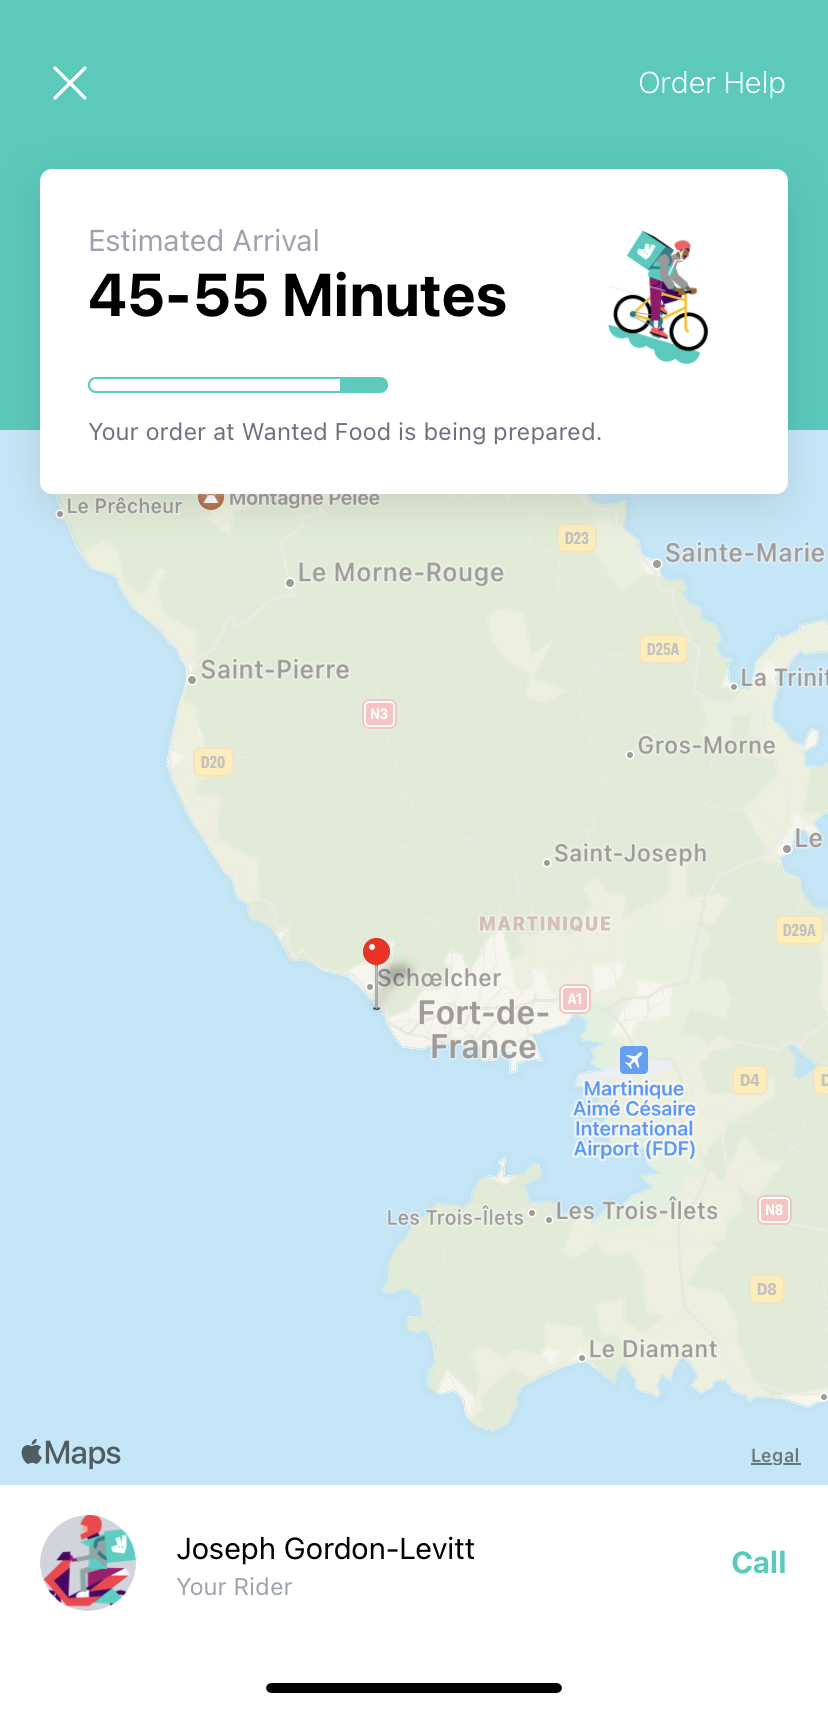 Order Help
Estimated Arrival
45-55 Minutes
Your order at Wanted Food is being prepared.
Le Prêcheur
Montagne Pelée
D23
Sainte-Marie
Le Morne-Rouge
D25A
Saint-Pierre
La Trinit
N3
Gros-Morne
D20
Le
Saint-Joseph
MARTINIQUE
D29A
Schœlcher
A1
Fort-de-
France
D4
D
Martinique
Aimé Césaire
International
Airport (FDF)
Les Trois-Îlets
Les Trois-Îlets
N8
D8
Le Diamant
Maps
Legal
Joseph Gordon-Levitt
Your Rider
Call